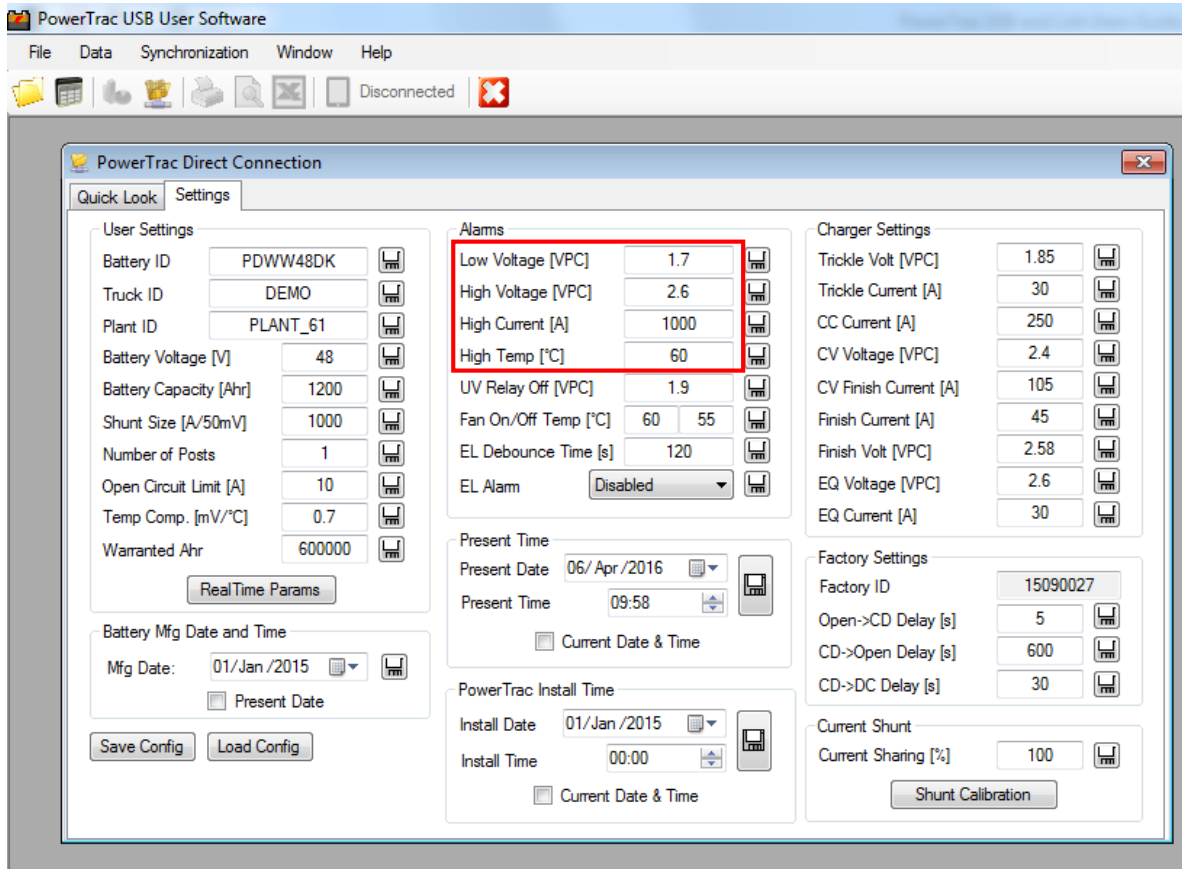 PowerTrac USB User Software
File Data Synchronization Window Help
Disconnected
PowerTrac Direct Connection
Quick Look Settings
User Settings
Battery ID PDWW48DK
Truck ID DEMO
Plant ID PLANT_61
Battery Voltage [V] 48
Battery Capacity [Ahr] 1200
Shunt Size [A/50mV] 1000
Number of Posts 1
Open Circuit Limit [A] 10
Temp Comp. [mV/°C] 0.7
Warranted Ahr 600000
RealTime Params
Battery Mfg Date and Time
Mfg Date: 01/Jan /2015
Present Date
Save Config Load Config
Alarms
Low Voltage [VPC] 1.7
High Voltage [VPC] 2.6
High Current [A] 1000
High Temp [°C] 60
UV Relay Off [VPC] 1.9
Fan On/Off Temp [°C] 60 55
EL Debounce Time [s] 120
EL Alarm Disabled
Present Time
Present Date 06/ Apr /2016
Present Time 09:58
Current Date & Time
PowerTrac Install Time
Install Date 01/Jan /2015
Install Time 00:00
Current Date & Time
Charger Settings
Trickle Volt [VPC] 1.85
Trickle Current [A] 30
CC Current [A] 250
CV Voltage [VPC] 2.4
CV Finish Current [A] 105
Finish Current [A] 45
Finish Volt [VPC] 2.58
EQ Voltage [VPC] 2.6
EQ Current [A] 30
Factory Settings
Factory ID 15090027
Open->CD Delay [s] 5
CD->Open Delay [s] 600
CD->DC Delay [s] 30
Current Shunt
Current Sharing [%] 100
Shunt Calibration